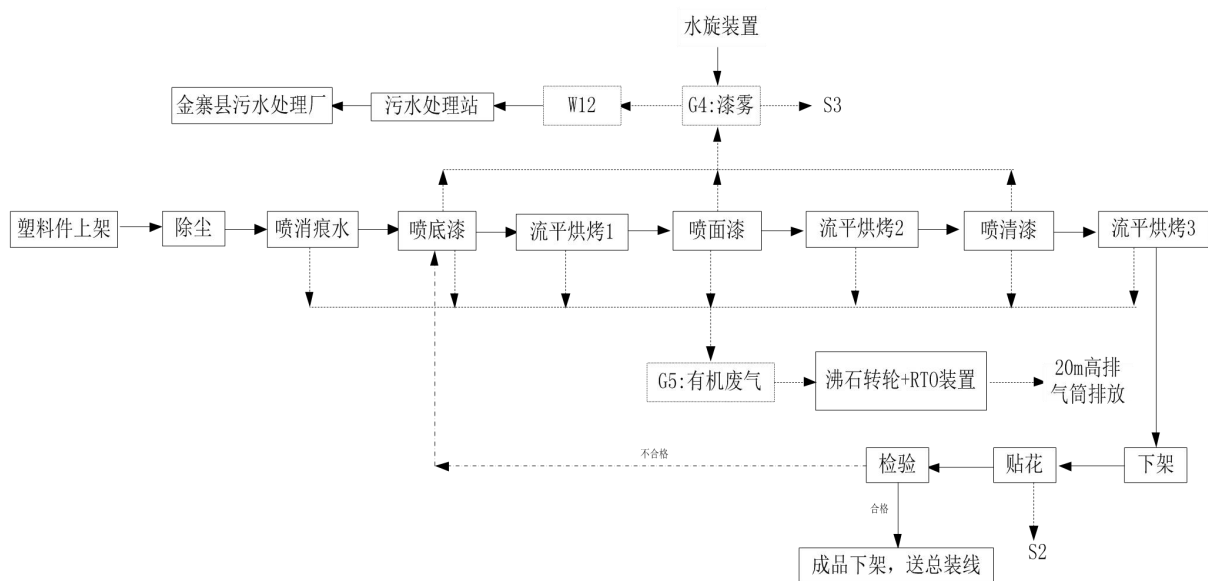 水旋装置
金寨县污水处理厂
污水处理站
W12
G4:漆雾
S3
塑料件上架
除尘
喷消痕水
喷底漆
流平烘烤1
喷面漆
流平烘烤2
喷清漆
流平烘烤3
G5:有机废气
沸石转轮+RTO装置
20m高排
气筒排放
不合格
检验
贴花
下架
合格
S2
成品下架，送总装线